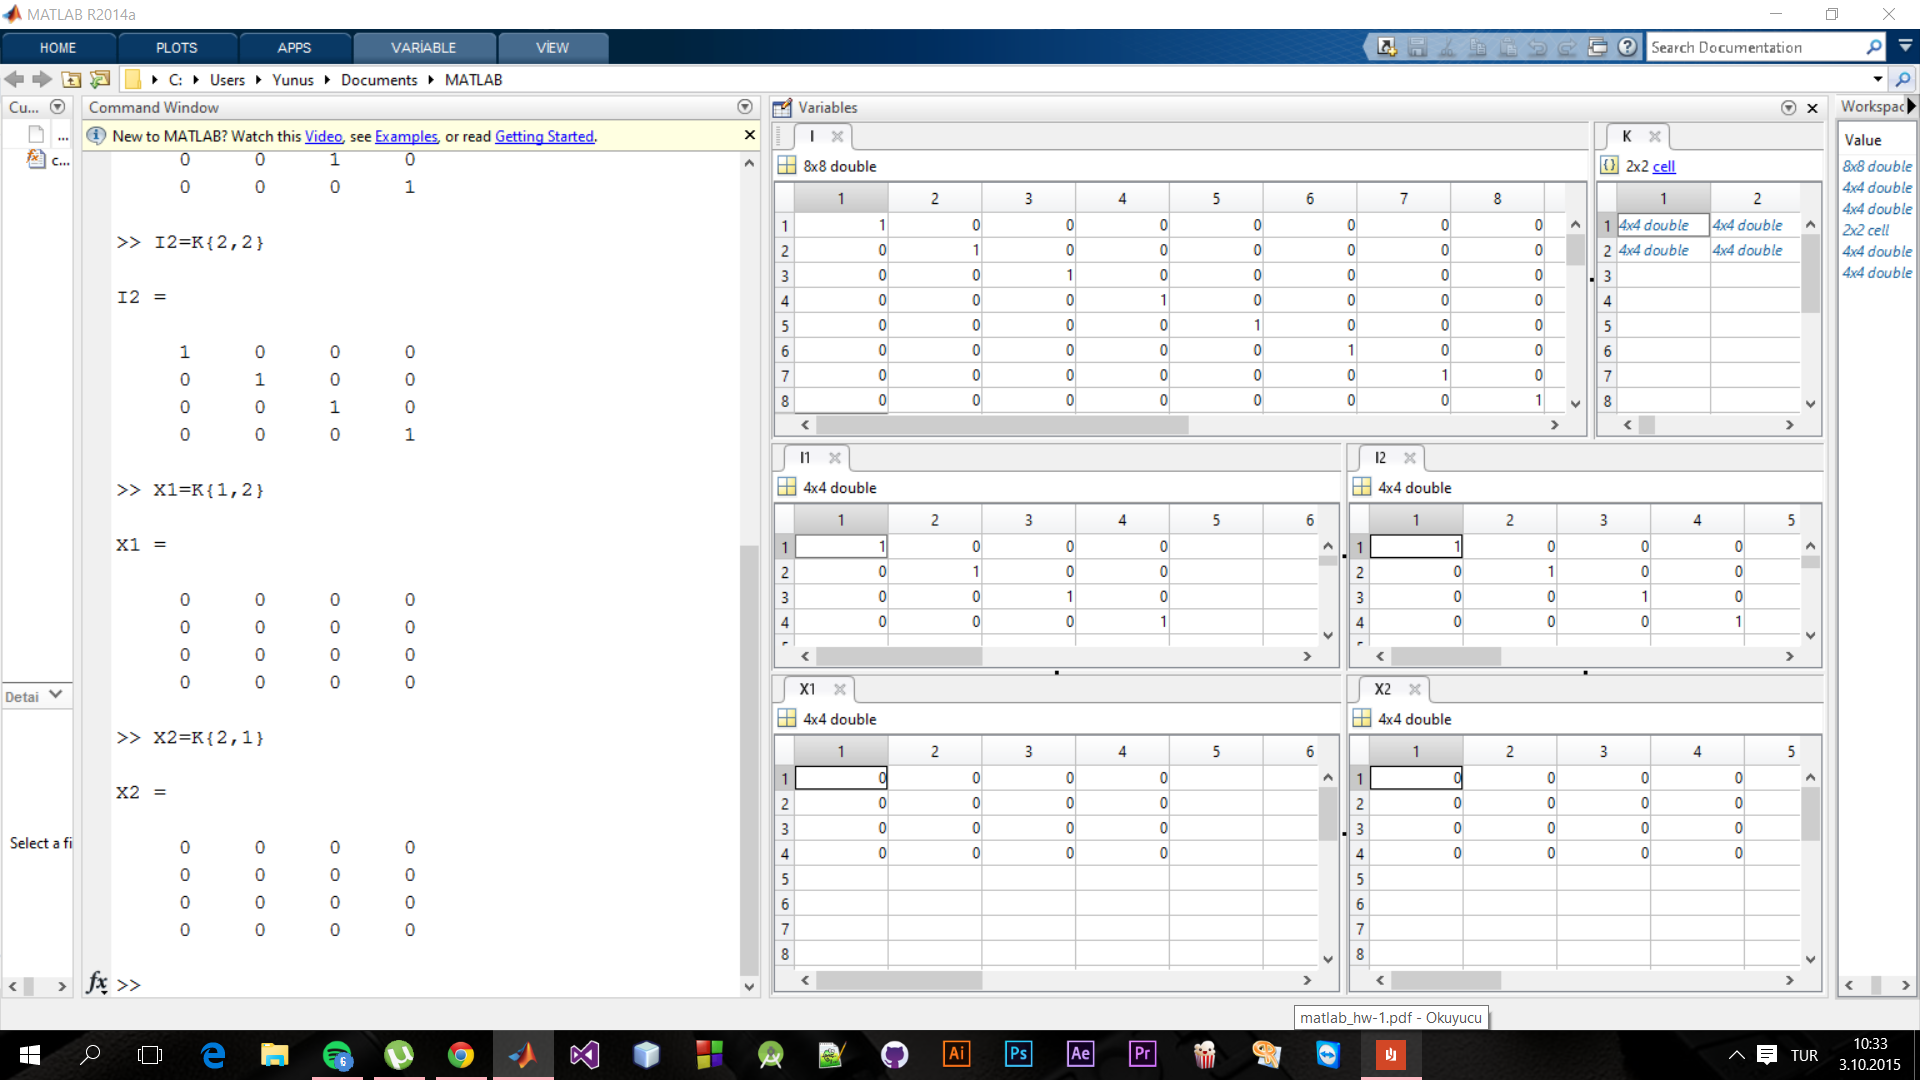 MATLAB R2014a
HOME PLOTS APPS VARİABLE VİEW
Search Documentation
C: Users Yunus Documents MATLAB
Cu...
...
c...
Detai
Select a fi
Command Window
New to MATLAB? Watch this Video, see Examples, or read Getting Started.
0 0 1 0
0 0 0 1
>> I2=K{2,2}
I2 =
1 0 0 0
0 1 0 0
0 0 1 0
0 0 0 1
>> X1=K{1,2}
X1 =
0 0 0 0
0 0 0 0
0 0 0 0
0 0 0 0
>> X2=K{2,1}
X2 =
0 0 0 0
0 0 0 0
0 0 0 0
0 0 0 0
fx >>
Variables
I
8x8 double
1 2 3 4 5 6 7 8
1 1 0 0 0 0 0 0 0
2 0 1 0 0 0 0 0 0
3 0 0 1 0 0 0 0 0
4 0 0 0 1 0 0 0 0
5 0 0 0 0 1 0 0 0
6 0 0 0 0 0 1 0 0
7 0 0 0 0 0 0 1 0
8 0 0 0 0 0 0 0 1
K
2x2 cell
1 2
1 4x4 double 4x4 double
2 4x4 double 4x4 double
3
4
5
6
7
8
I1
4x4 double
1 2 3 4 5 6
1 1 0 0 0
2 0 1 0 0
3 0 0 1 0
4 0 0 0 1
I2
4x4 double
1 2 3 4 5
1 1 0 0 0
2 0 1 0 0
3 0 0 1 0
4 0 0 0 1
X1
4x4 double
1 2 3 4 5 6
1 0 0 0 0
2 0 0 0 0
3 0 0 0 0
4 0 0 0 0
5
6
7
8
X2
4x4 double
1 2 3 4 5
1 0 0 0 0
2 0 0 0 0
3 0 0 0 0
4 0 0 0 0
5
6
7
8
Workspac
Value
8x8 double
4x4 double
4x4 double
2x2 cell
4x4 double
4x4 double
matlab_hw-1.pdf - Okuyucu
6
Ai Ps Ae Pr
TUR
10:33
3.10.2015